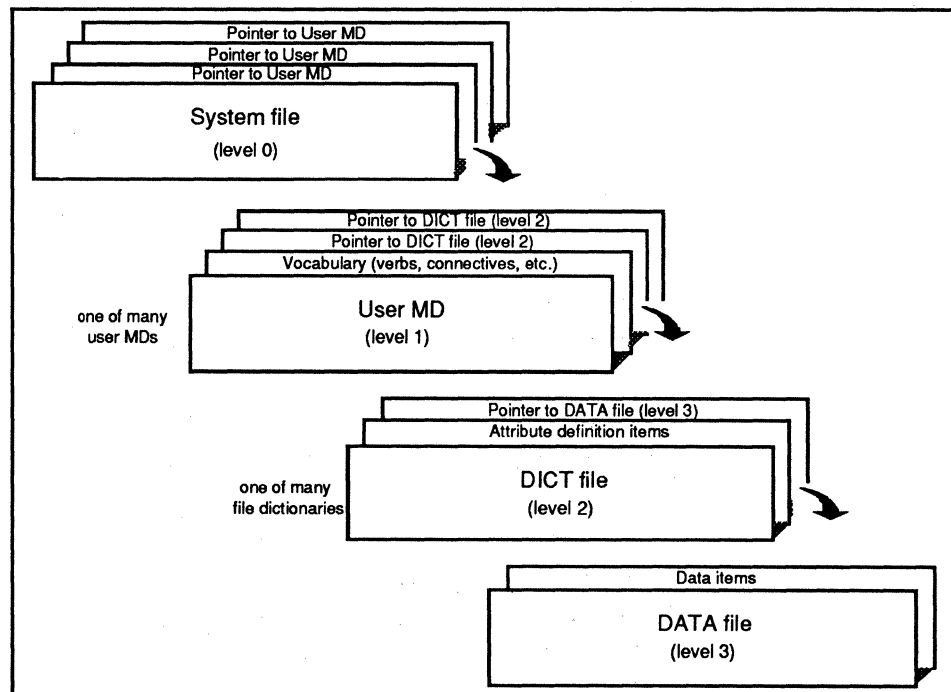 Pointer to User MD
Pointer to User MD
Pointer to User MD
System file
(level 0)
Pointer to DICT file (level 2)
Pointer to DICT file (level 2)
Vocabulary (verbs, connectives, etc.)
User MD
(level 1)
one of many
user MDs
Pointer to DATA file (level 3)
Attribute definition items
DICT file
(level 2)
one of many
file dictionaries
Data items
DATA file
(level 3)